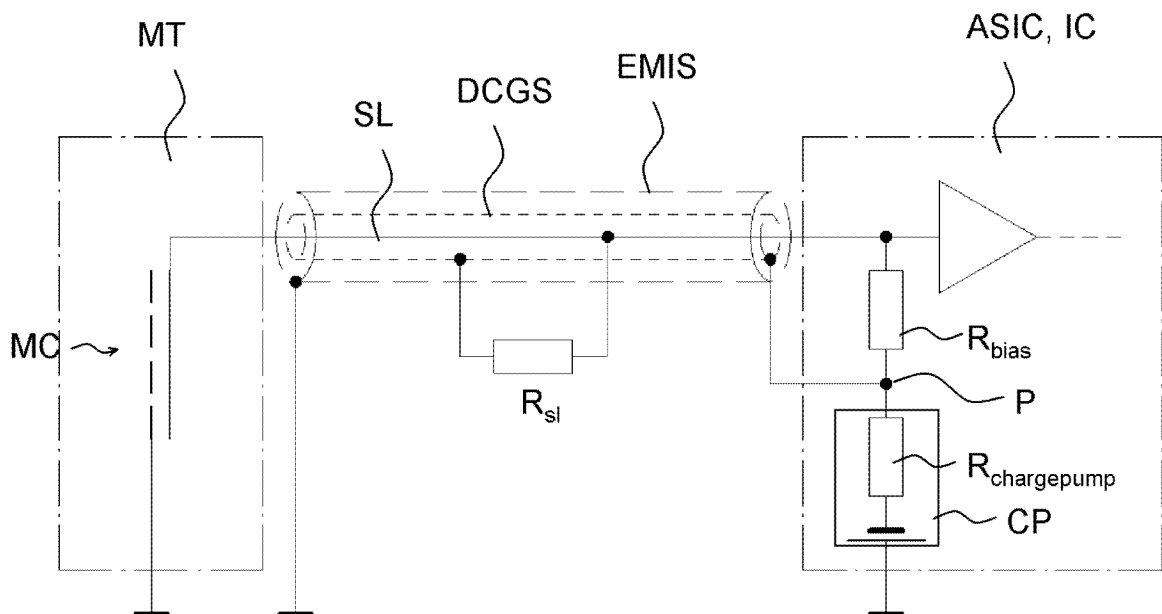 MT
ASIC, IC
EMIS
DCGS
SL
MC
R_sl
R_bias
P
R_chargepump
CP